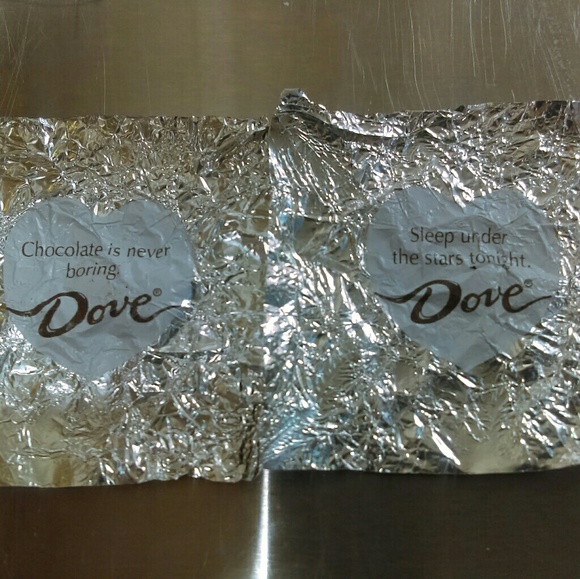 Chocolate is never
boring.
Dove®
Sleep under
the stars tonight.
Dove®